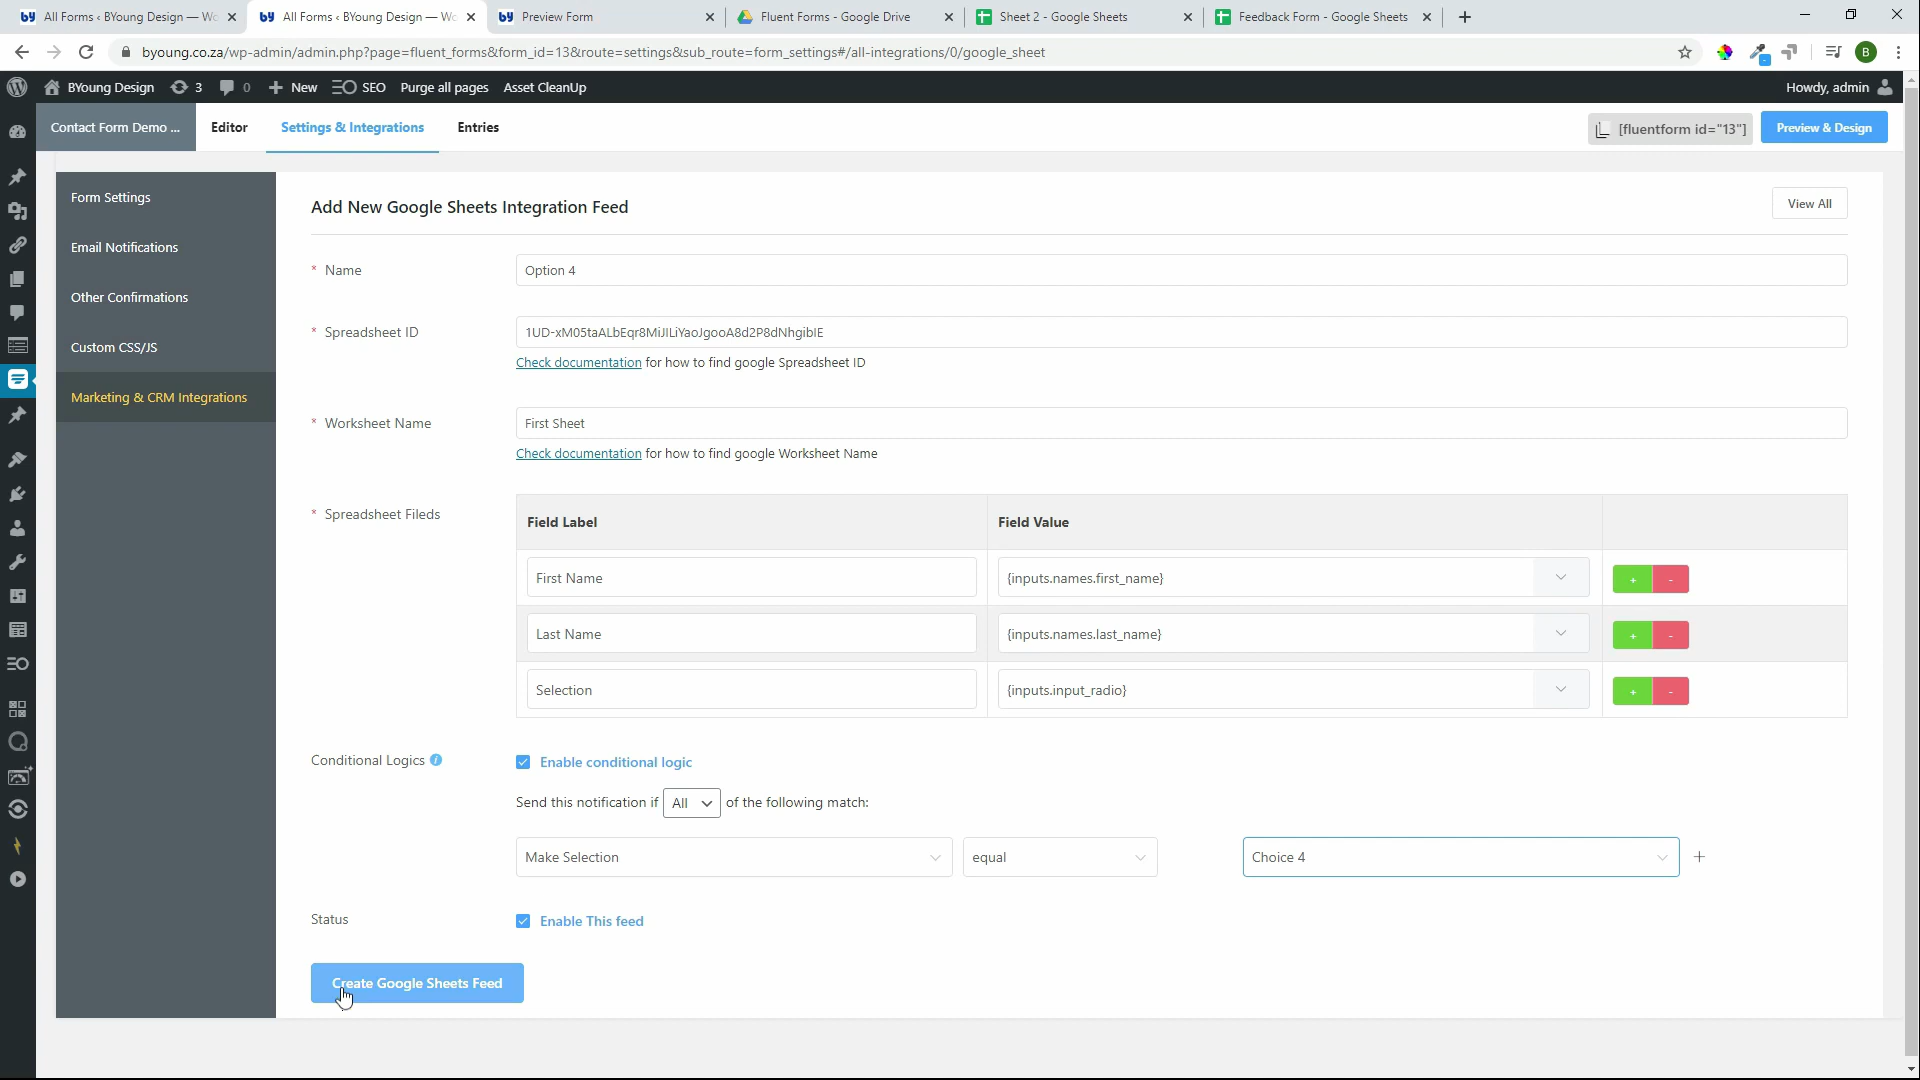 All Forms ‹ BYoung Design — Wo
All Forms ‹ BYoung Design — Wo
Preview Form
Fluent Forms - Google Drive
Sheet 2 - Google Sheets
Feedback Form - Google Sheets
byoung.co.za/wp-admin/admin.php?page=fluent_forms&form_id=13&route=settings&sub_route=form_settings#/all-integrations/0/google_sheet
B
BYoung Design
3
0
New
SEO
Purge all pages
Asset CleanUp
Howdy, admin
Contact Form Demo ...
Editor
Settings & Integrations
Entries
[fluentform id="13"]
Preview & Design
Form Settings
Email Notifications
Other Confirmations
Custom CSS/JS
Marketing & CRM Integrations
Add New Google Sheets Integration Feed
View All
* Name
Option 4
* Spreadsheet ID
Check documentation for how to find google Spreadsheet ID
* Worksheet Name
First Sheet
Check documentation for how to find google Worksheet Name
* Spreadsheet Fileds
Field Label
Field Value
First Name
{inputs.names.first_name}
+ -
Last Name
{inputs.names.last_name}
+ -
Selection
{inputs.input_radio}
+ -
Conditional Logics
Enable conditional logic
Send this notification if All of the following match:
Make Selection
equal
Choice 4
+
Status
Enable This feed
Create Google Sheets Feed